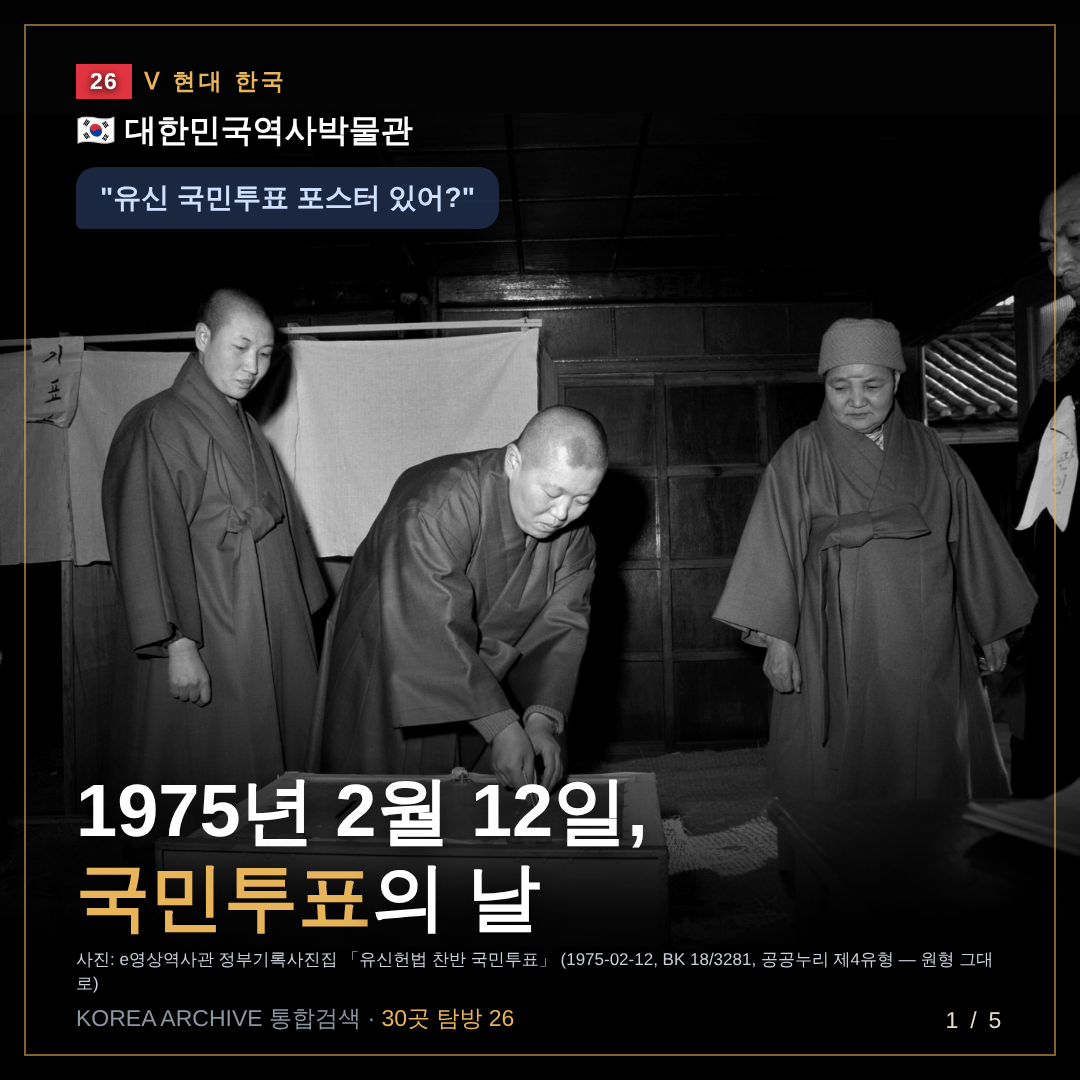 26 V 현대 한국
대한민국역사박물관
"유신 국민투표 포스터 있어?"
1975년 2월 12일,
국민투표의 날
사진: e영상역사관 정부기록사진집 「유신헌법 찬반 국민투표」 (1975-02-12, BK 18/3281, 공공누리 제4유형 — 원형 그대
로)
KOREA ARCHIVE 통합검색 · 30곳 탐방 26
1 / 5